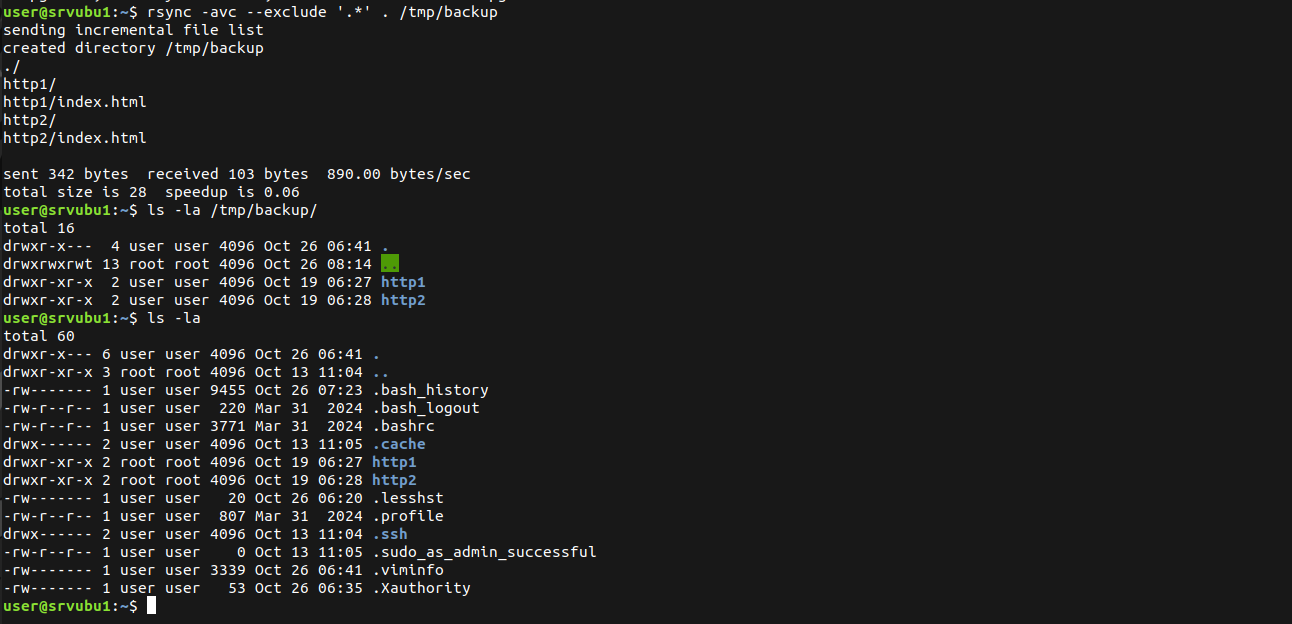 user@srvubu1:~$ rsync -avc --exclude '.*' . /tmp/backup
sending incremental file list
created directory /tmp/backup
./
http1/
http1/index.html
http2/
http2/index.html
sent 342 bytes  received 103 bytes  890.00 bytes/sec
total size is 28  speedup is 0.06
user@srvubu1:~$ ls -la /tmp/backup/
total 16
drwxr-x---  4 user user 4096 Oct 26 06:41 .
drwxrwxrwt 13 root root 4096 Oct 26 08:14 ..
drwxr-xr-x  2 user user 4096 Oct 19 06:27 http1
drwxr-xr-x  2 user user 4096 Oct 19 06:28 http2
user@srvubu1:~$ ls -la
total 60
drwxr-x--- 6 user user 4096 Oct 26 06:41 .
drwxr-xr-x 3 root root 4096 Oct 13 11:04 ..
-rw------- 1 user user 9455 Oct 26 07:23 .bash_history
-rw-r--r-- 1 user user  220 Mar 31  2024 .bash_logout
-rw-r--r-- 1 user user 3771 Mar 31  2024 .bashrc
drwx------ 2 user user 4096 Oct 13 11:05 .cache
drwxr-xr-x 2 root root 4096 Oct 19 06:27 http1
drwxr-xr-x 2 root root 4096 Oct 19 06:28 http2
-rw------- 1 user user   20 Oct 26 06:20 .lesshst
-rw-r--r-- 1 user user  807 Mar 31  2024 .profile
drwx------ 2 user user 4096 Oct 13 11:04 .ssh
-rw-r--r-- 1 user user    0 Oct 13 11:05 .sudo_as_admin_successful
-rw------- 1 user user 3339 Oct 26 06:41 .viminfo
-rw------- 1 user user   53 Oct 26 06:35 .Xauthority
user@srvubu1:~$